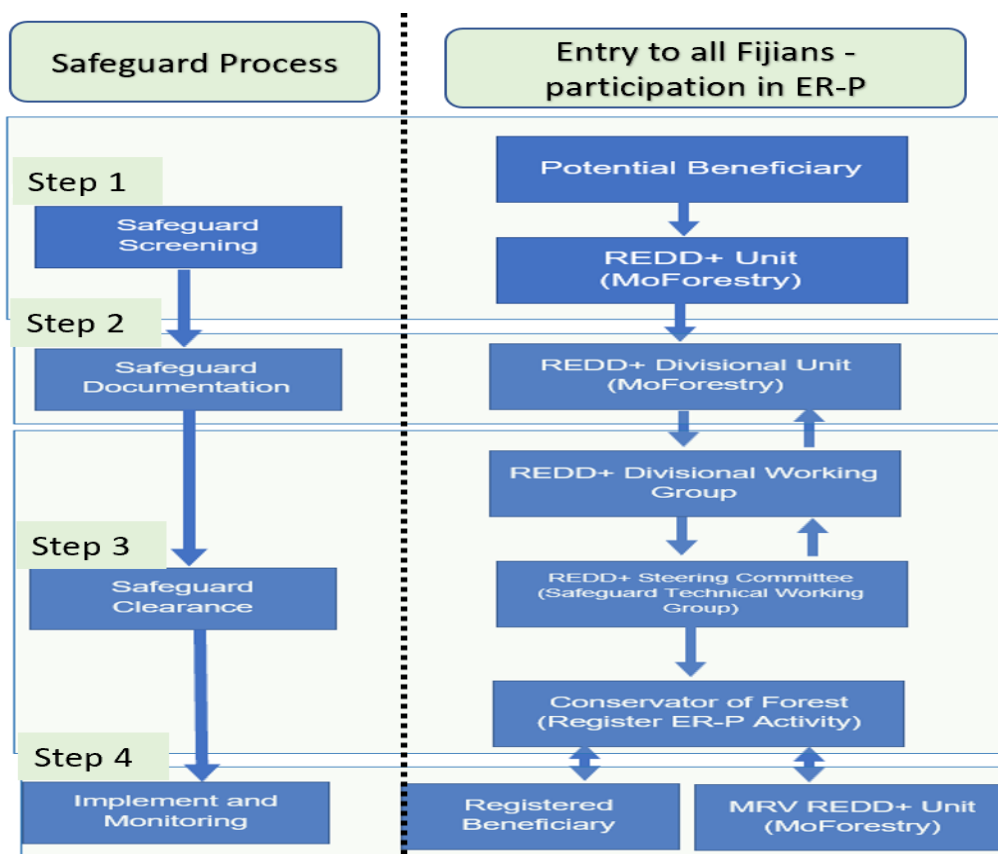 Safeguard Process
Entry to all Fijians -
participation in ER-P
Step 1
Safeguard
Screening
Potential Beneficiary
REDD+ Unit
(MoForestry)
Step 2
Safeguard
Documentation
REDD+ Divisional Unit
(MoForestry)
Step 3
Safeguard
Clearance
REDD+ Divisional Working
Group
REDD+ Steering Committee
(Safeguard Technical Working
Group)
Conservator of Forest
(Register ER-P Activity)
Step 4
Implement and
Monitoring
Registered
Beneficiary
MRV REDD+ Unit
(MoForestry)